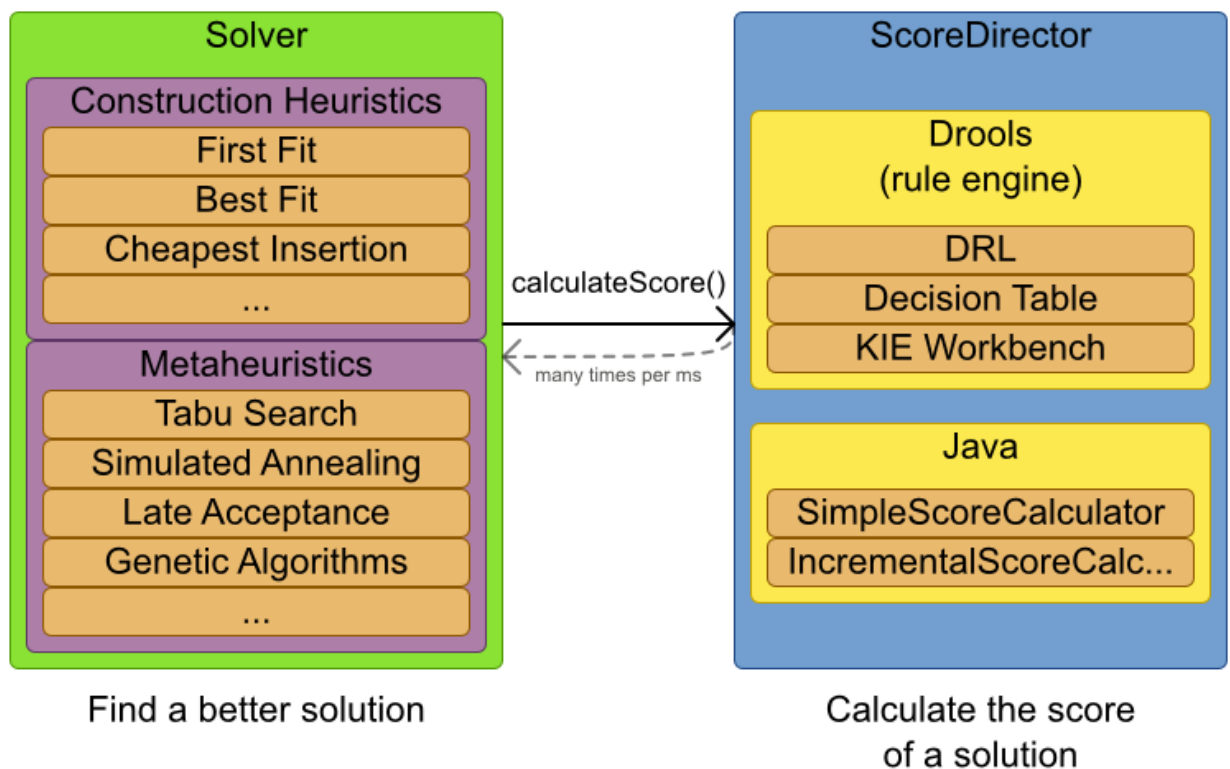 Solver
Construction Heuristics
First Fit
Best Fit
Cheapest Insertion
...
Metaheuristics
Tabu Search
Simulated Annealing
Late Acceptance
Genetic Algorithms
...
Find a better solution
calculateScore()
many times per ms
ScoreDirector
Drools
(rule engine)
DRL
Decision Table
KIE Workbench
Java
SimpleScoreCalculator
IncrementalScoreCalc...
Calculate the score
of a solution